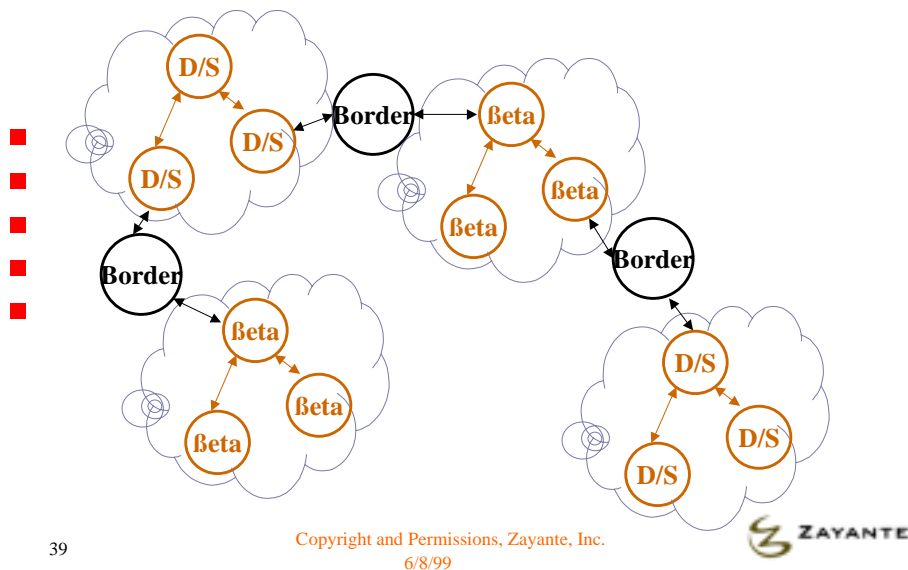 D/S
D/S
D/S
Border
ßeta
ßeta
ßeta
Border
Border
ßeta
ßeta
ßeta
D/S
D/S
D/S
39
Copyright and Permissions, Zayante, Inc.
6/8/99
ZAYANTE